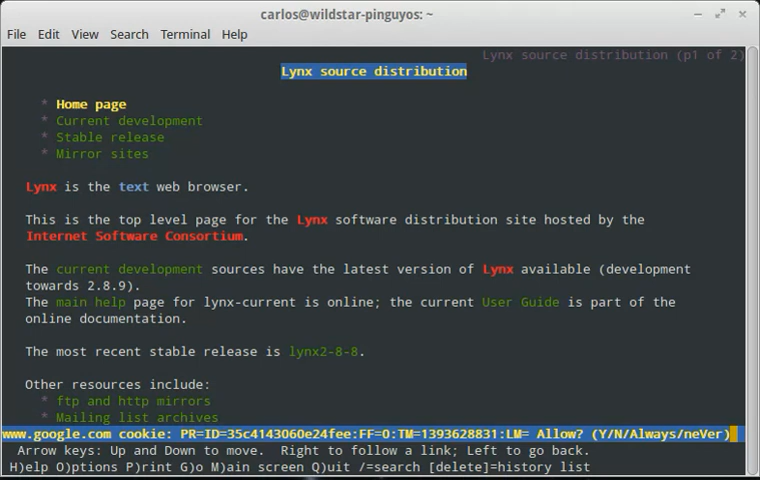 carlos@wildstar-pinguyos: ~
File Edit View Search Terminal Help
Lynx source distribution (p1 of 2)
Lynx source distribution
* Home page
* Current development
* Stable release
* Mirror sites
Lynx is the text web browser.
This is the top level page for the Lynx software distribution site hosted by the
Internet Software Consortium.
The current development sources have the latest version of Lynx available (development
towards 2.8.9).
The main help page for lynx-current is online; the current User Guide is part of the
online documentation.
The most recent stable release is lynx2-8-8.
Other resources include:
* ftp and http mirrors
* Mailing list archives
www.google.com cookie: PR=ID=35c4143060e24fee:FF=0:TM=1393628831:LM= Allow? (Y/N/Always/neVer)
Arrow keys: Up and Down to move. Right to follow a link; Left to go back.
H)elp O)ptions P)rint G)o M)ain screen Q)uit /=search [delete]=history list